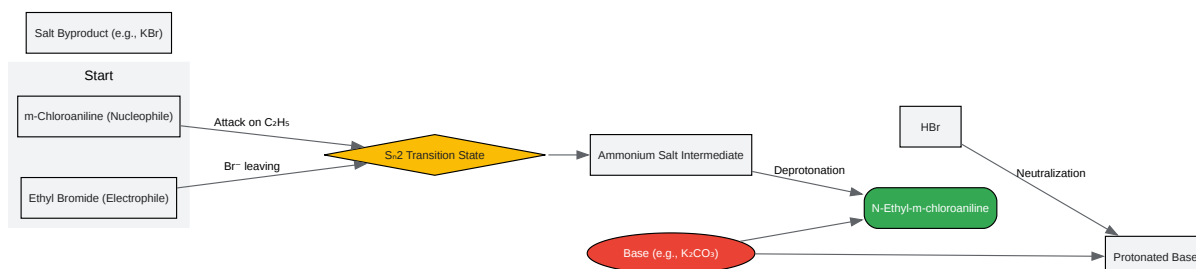 Salt Byproduct (e.g., KBr)
Start
m-Chloroaniline (Nucleophile)
Attack on C₂H₅
Br⁻ leaving
Ethyl Bromide (Electrophile)
Sₙ2 Transition State
Ammonium Salt Intermediate
Deprotonation
HBr
Neutralization
N-Ethyl-m-chloroaniline
Base (e.g., K₂CO₃)
Protonated Base